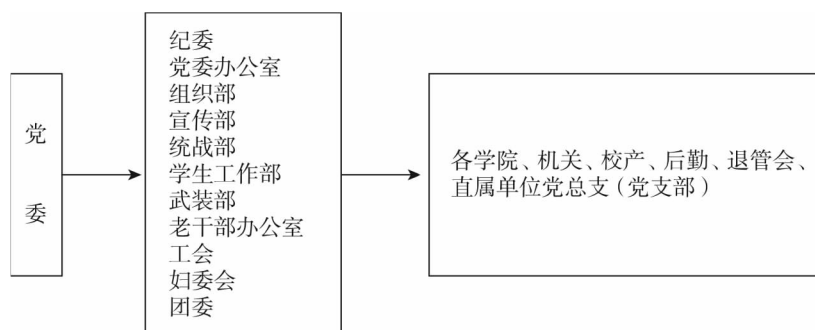 党
委
纪委
党委办公室
组织部
宣传部
统战部
学生工作部
武装部
老干部办公室
工会
妇委会
团委
各学院、机关、校产、后勤、退管会、
直属单位党总支(党支部)